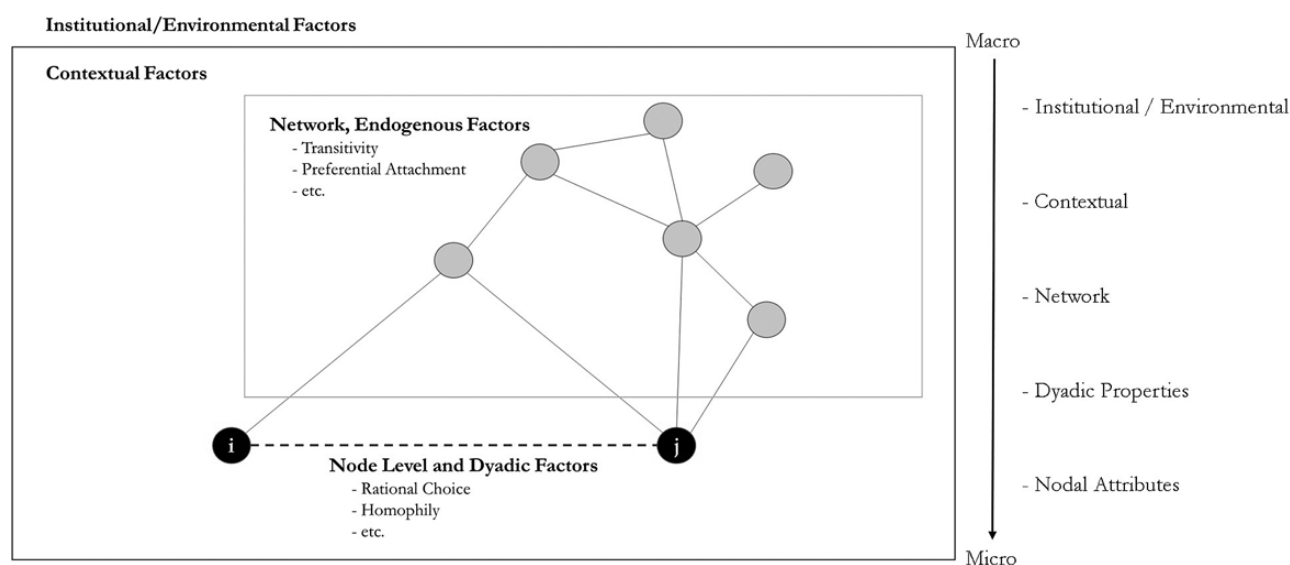 Institutional/Environmental Factors
Contextual Factors
Network, Endogenous Factors
- Transitivity
- Preferential Attachment
- etc.
i
j
Node Level and Dyadic Factors
- Rational Choice
- Homophily
- etc.
Macro
- Institutional / Environmental
- Contextual
- Network
- Dyadic Properties
- Nodal Attributes
Micro